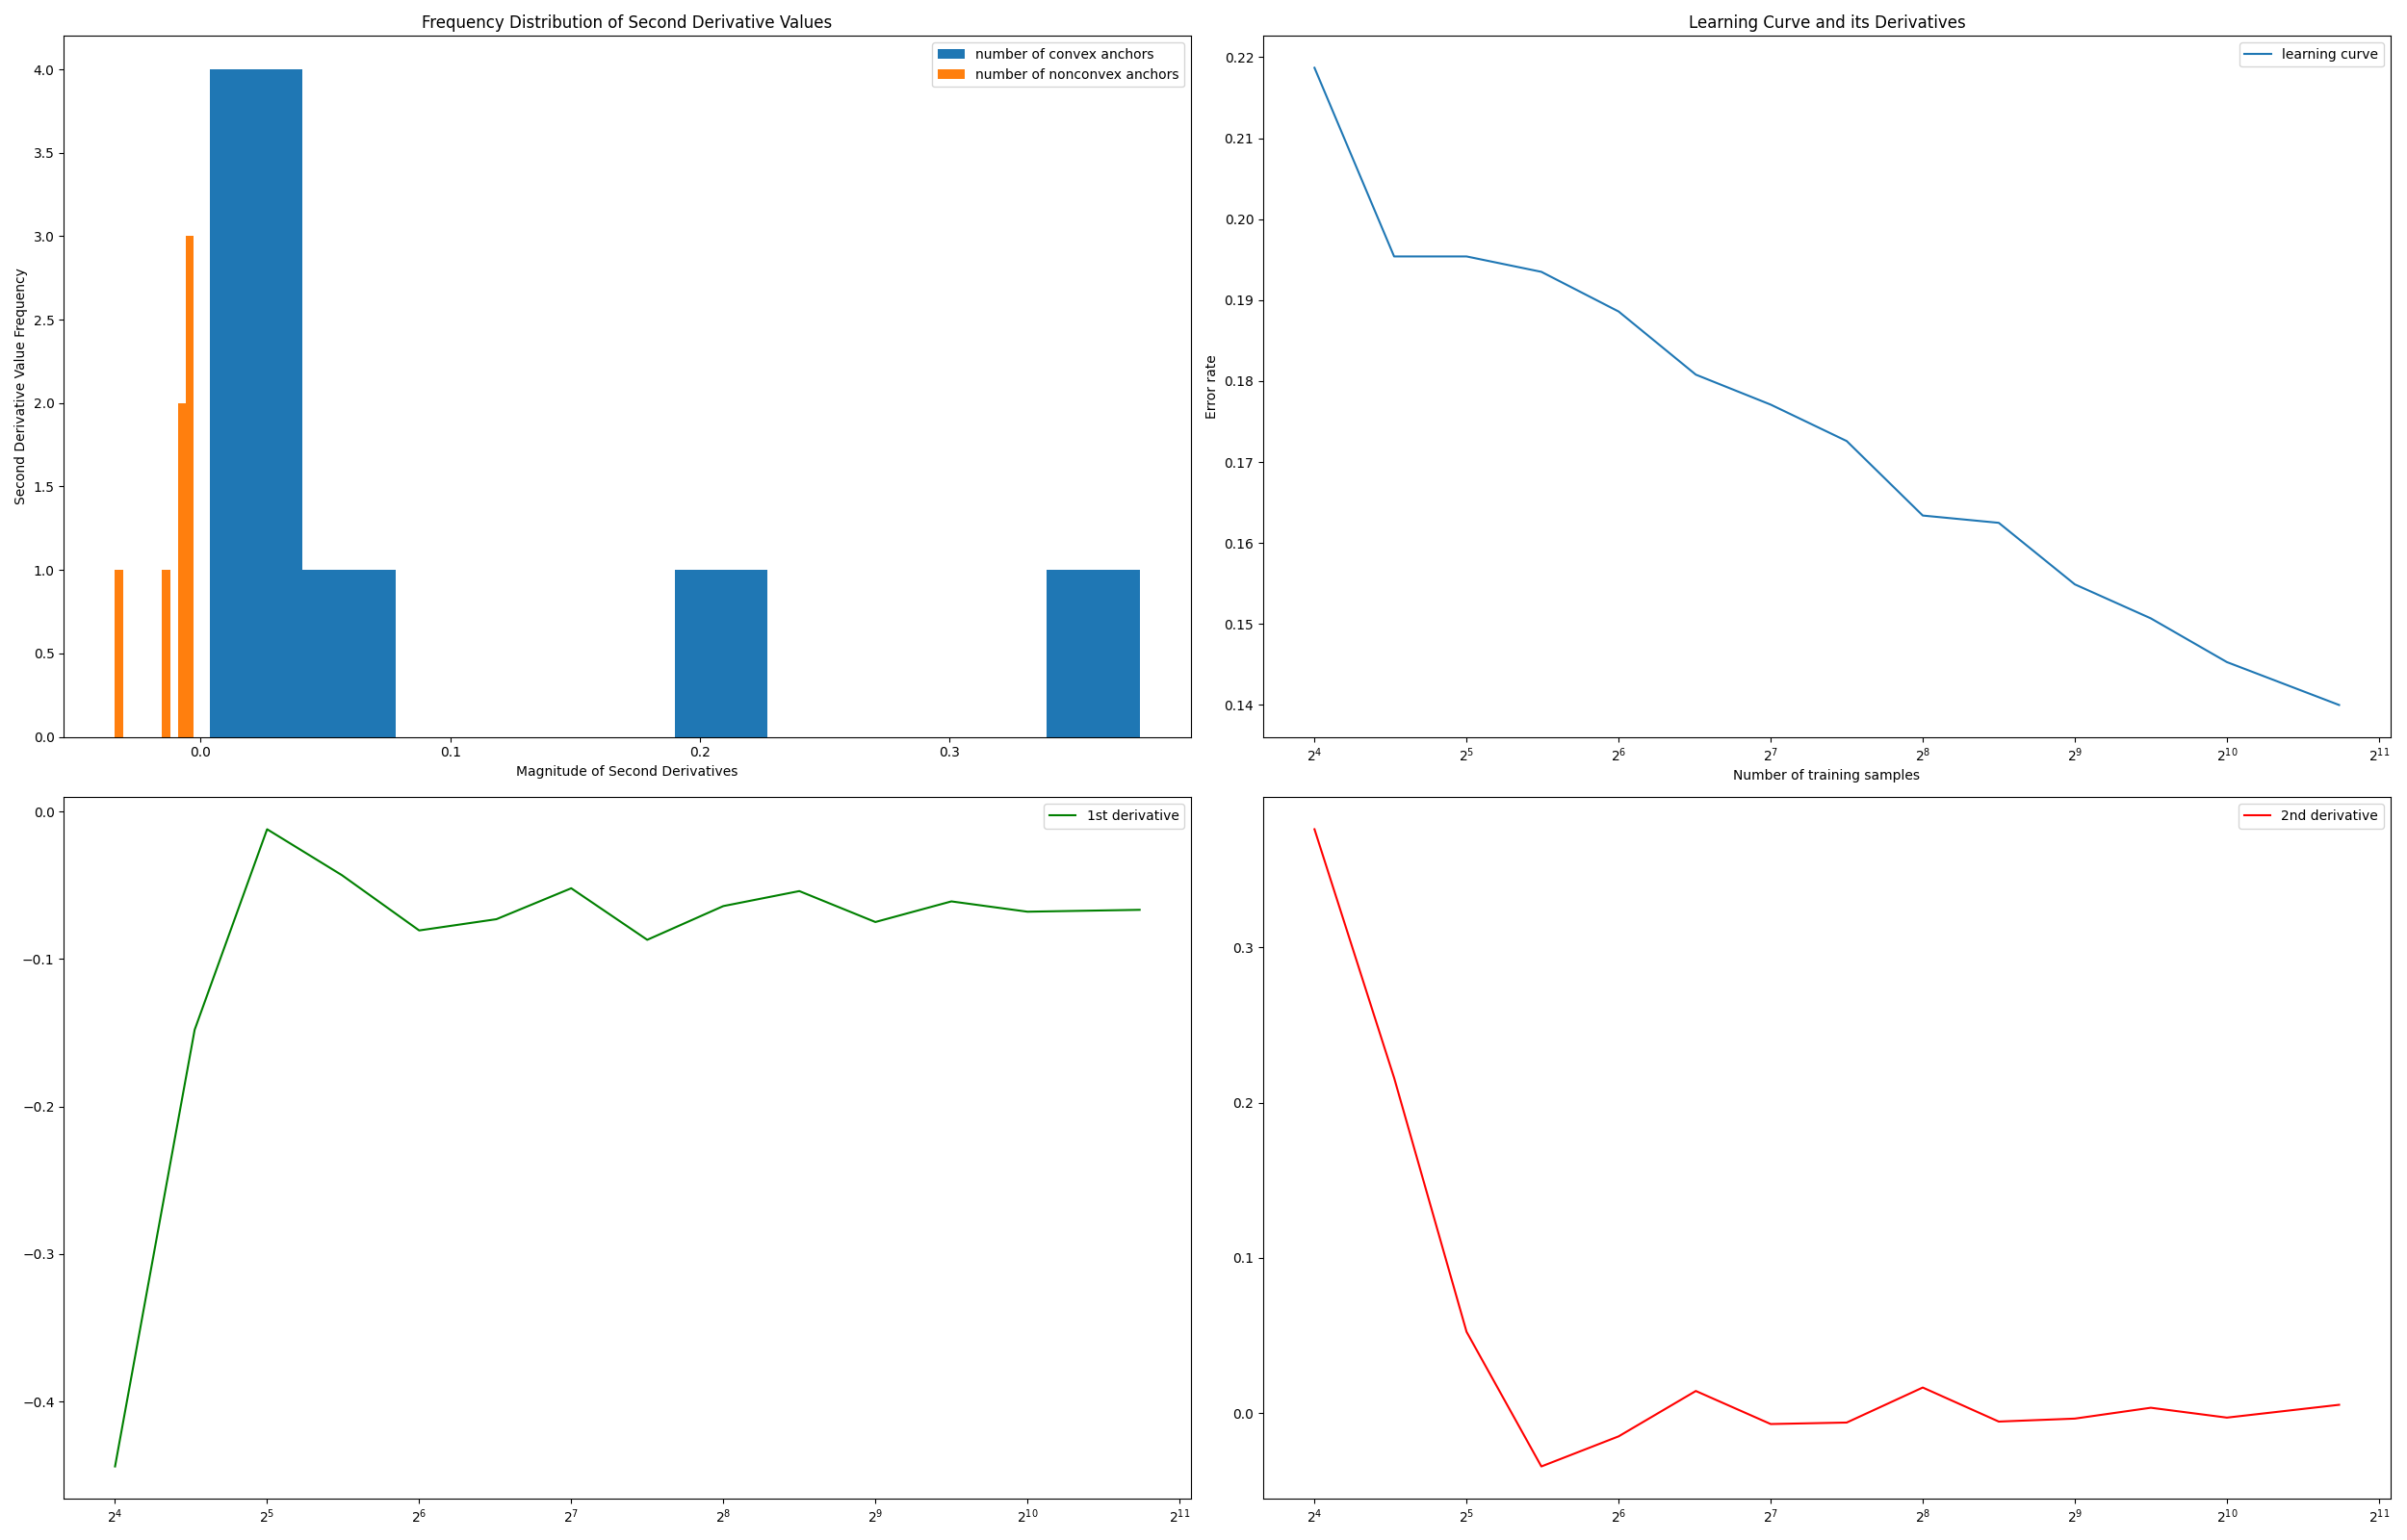 Frequency Distribution of Second Derivative Values
number of convex anchors
number of nonconvex anchors
Second Derivative Value Frequency
4.0
3.5
3.0
2.5
2.0
1.5
1.0
0.5
0.0
0.0 0.1 0.2 0.3
Magnitude of Second Derivatives
Learning Curve and its Derivatives
learning curve
Error rate
0.22
0.21
0.20
0.19
0.18
0.17
0.16
0.15
0.14
2^4 2^5 2^6 2^7 2^8 2^9 2^10 2^11
Number of training samples
1st derivative
0.0
−0.1
−0.2
−0.3
−0.4
2^4 2^5 2^6 2^7 2^8 2^9 2^10 2^11
2nd derivative
0.3
0.2
0.1
0.0
2^4 2^5 2^6 2^7 2^8 2^9 2^10 2^11